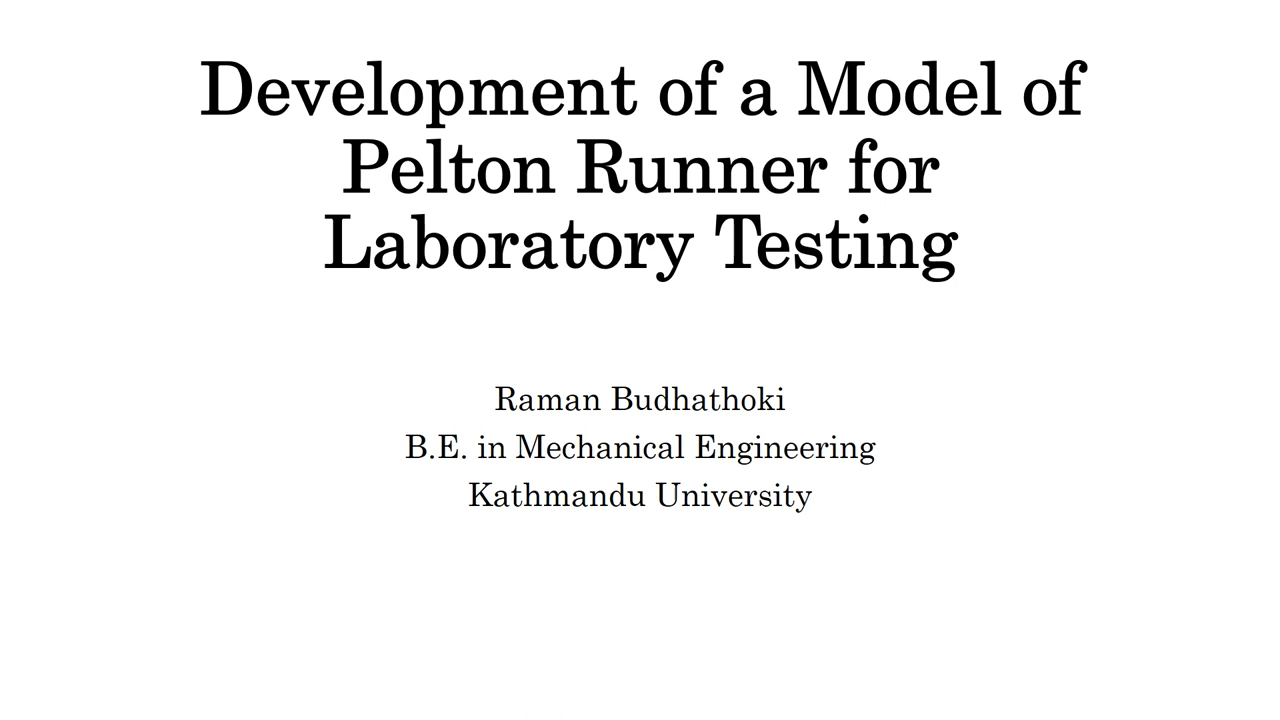 Development of a Model of
Pelton Runner for
Laboratory Testing
Raman Budhathoki
B.E. in Mechanical Engineering
Kathmandu University